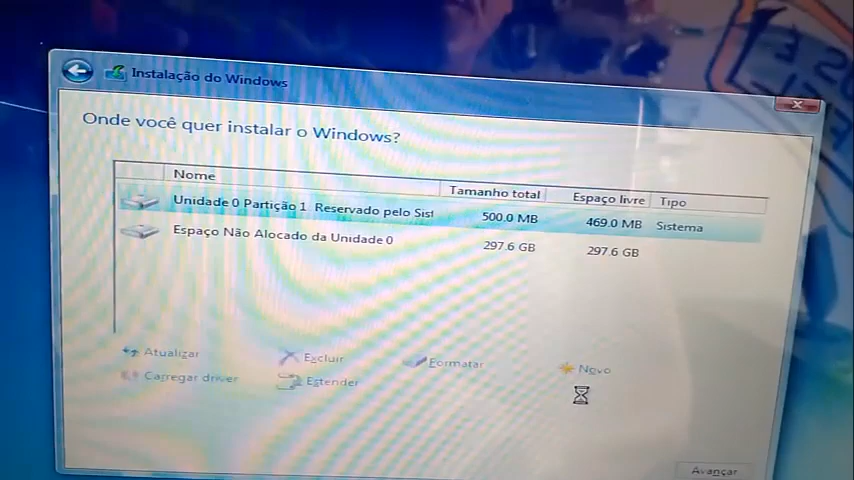 Instalação do Windows
Onde você quer instalar o Windows?
Nome Tamanho total Espaço livre Tipo
Unidade 0 Partição 1 Reservado pelo Sist 500.0 MB 469.0 MB Sistema
Espaço Não Alocado da Unidade 0 297.6 GB 297.6 GB
Atualizar Excluir Formatar Novo
Carregar driver Estender
Avançar